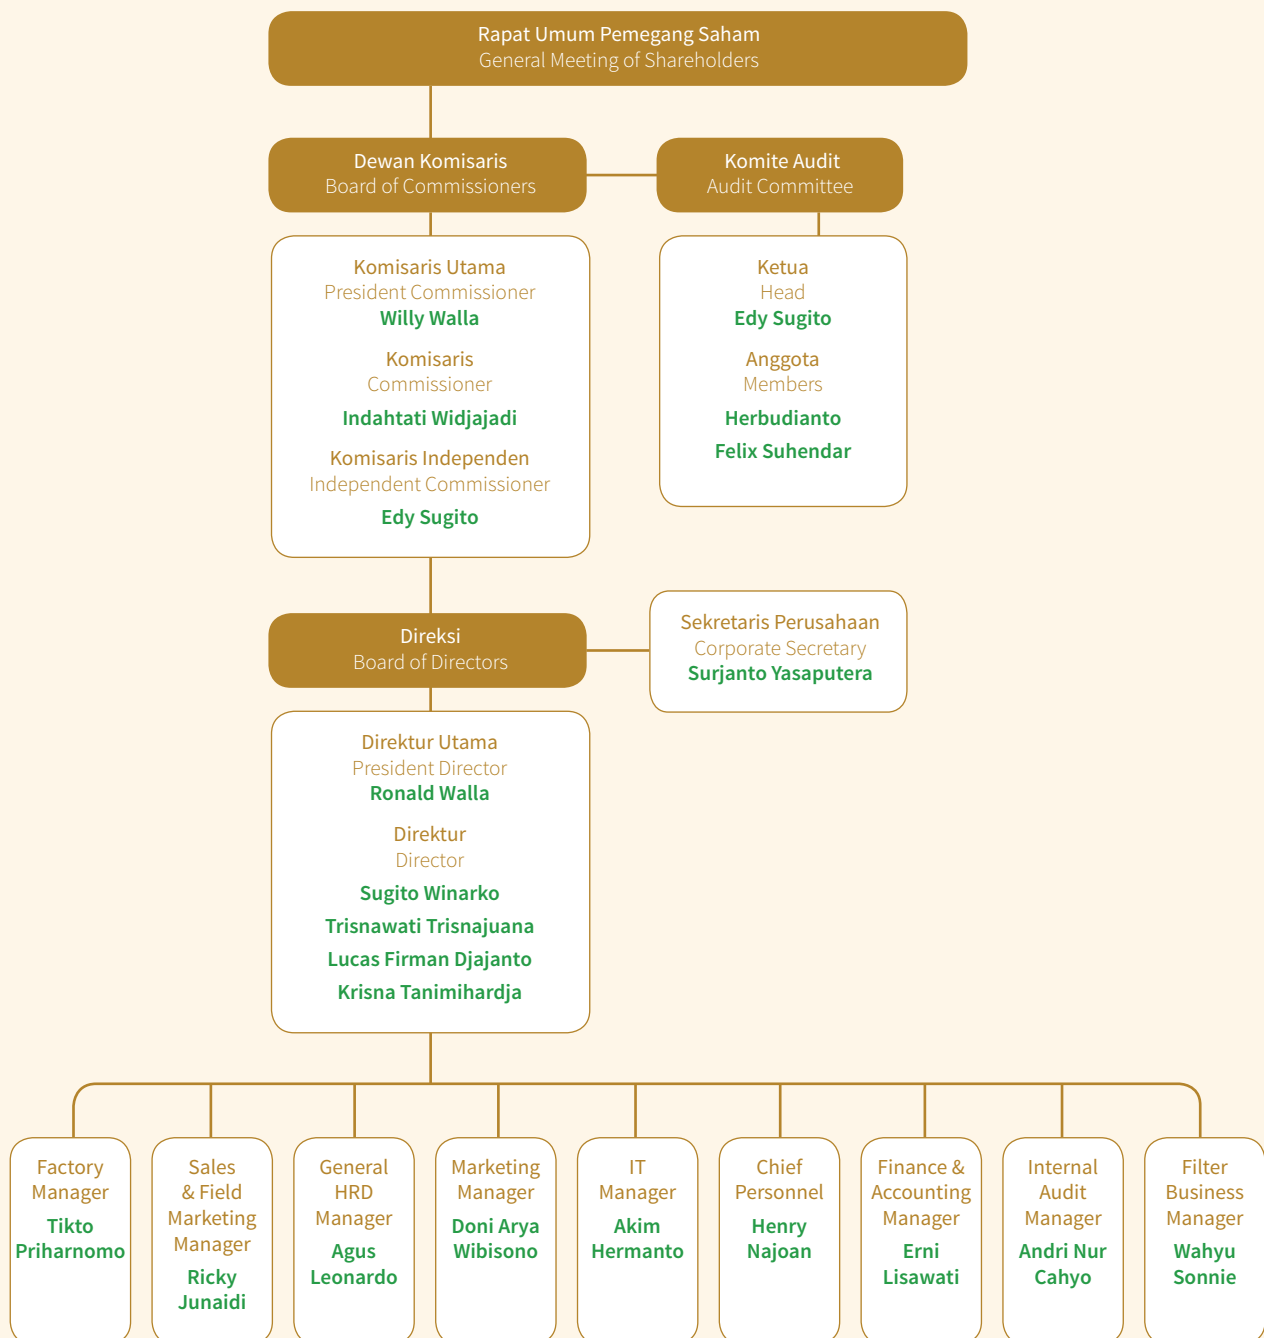 Rapat Umum Pemegang Saham
General Meeting of Shareholders
Dewan Komisaris
Board of Commissioners
Komite Audit
Audit Committee
Komisaris Utama
President Commissioner
Willy Walla
Komisaris
Commissioner
Indahtati Widjajadi
Komisaris Independen
Independent Commissioner
Edy Sugito
Ketua
Head
Edy Sugito
Anggota
Members
Herbudianto
Felix Suhendar
Direksi
Board of Directors
Sekretaris Perusahaan
Corporate Secretary
Surjanto Yasaputera
Direktur Utama
President Director
Ronald Walla
Direktur
Director
Sugito Winarko
Trisnawati Trisnajuana
Lucas Firman Djajanto
Krisna Tanimihardja
Factory
Manager
Tikto
Priharnomo
Sales
& Field
Marketing
Manager
Ricky
Junaidi
General
HRD
Manager
Agus
Leonardo
Marketing
Manager
Doni Arya
Wibisono
IT
Manager
Akim
Hermanto
Chief
Personnel
Henry
Najoan
Finance &
Accounting
Manager
Erni
Lisawati
Internal
Audit
Manager
Andri Nur
Cahyo
Filter
Business
Manager
Wahyu
Sonnie